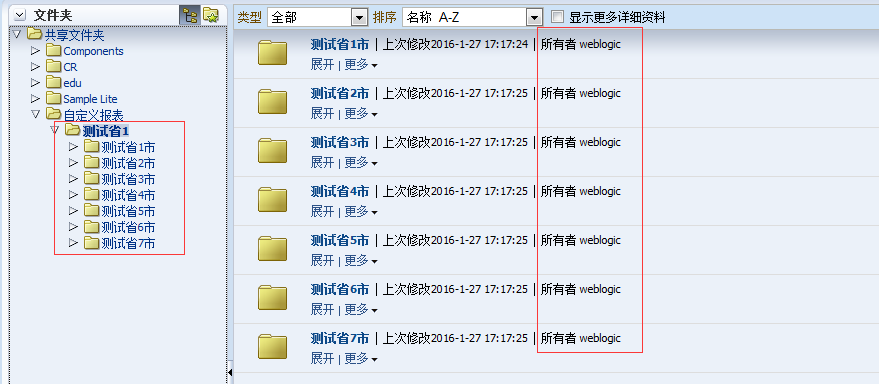 文件夹
共享文件夹
Components
CR
edu
Sample Lite
自定义报表
测试省1
测试省1市
测试省2市
测试省3市
测试省4市
测试省5市
测试省6市
测试省7市
类型 全部 排序 名称 A-Z 显示更多详细资料
测试省1市 | 上次修改2016-1-27 17:17:24 | 所有者 weblogic
展开 | 更多
测试省2市 | 上次修改2016-1-27 17:17:25 | 所有者 weblogic
展开 | 更多
测试省3市 | 上次修改2016-1-27 17:17:25 | 所有者 weblogic
展开 | 更多
测试省4市 | 上次修改2016-1-27 17:17:25 | 所有者 weblogic
展开 | 更多
测试省5市 | 上次修改2016-1-27 17:17:25 | 所有者 weblogic
展开 | 更多
测试省6市 | 上次修改2016-1-27 17:17:25 | 所有者 weblogic
展开 | 更多
测试省7市 | 上次修改2016-1-27 17:17:25 | 所有者 weblogic
展开 | 更多